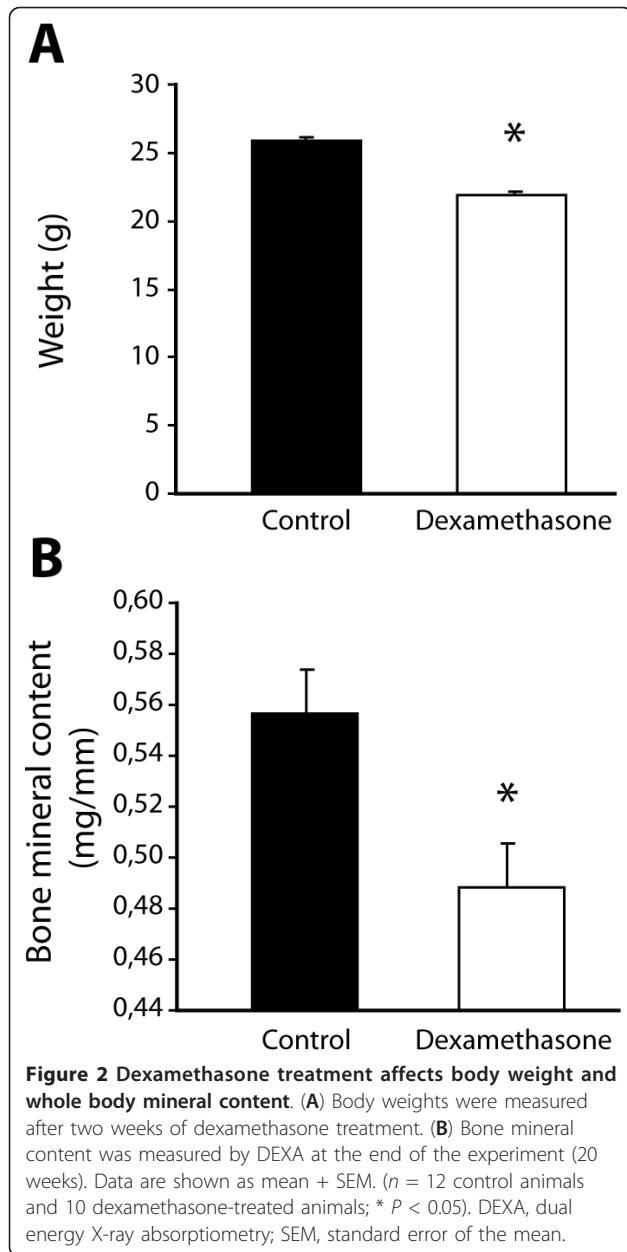 A
30
25
20
15
10
5
0
Weight (g)
*
Control Dexamethasone
B
0,60
0,58
0,56
0,54
0,52
0,50
0,48
0,46
0,44
Bone mineral content
(mg/mm)
*
Control Dexamethasone
Figure 2 Dexamethasone treatment affects body weight and
whole body mineral content. (A) Body weights were measured
after two weeks of dexamethasone treatment. (B) Bone mineral
content was measured by DEXA at the end of the experiment (20
weeks). Data are shown as mean + SEM. (n = 12 control animals
and 10 dexamethasone-treated animals; * P < 0.05). DEXA, dual
energy X-ray absorptiometry; SEM, standard error of the mean.